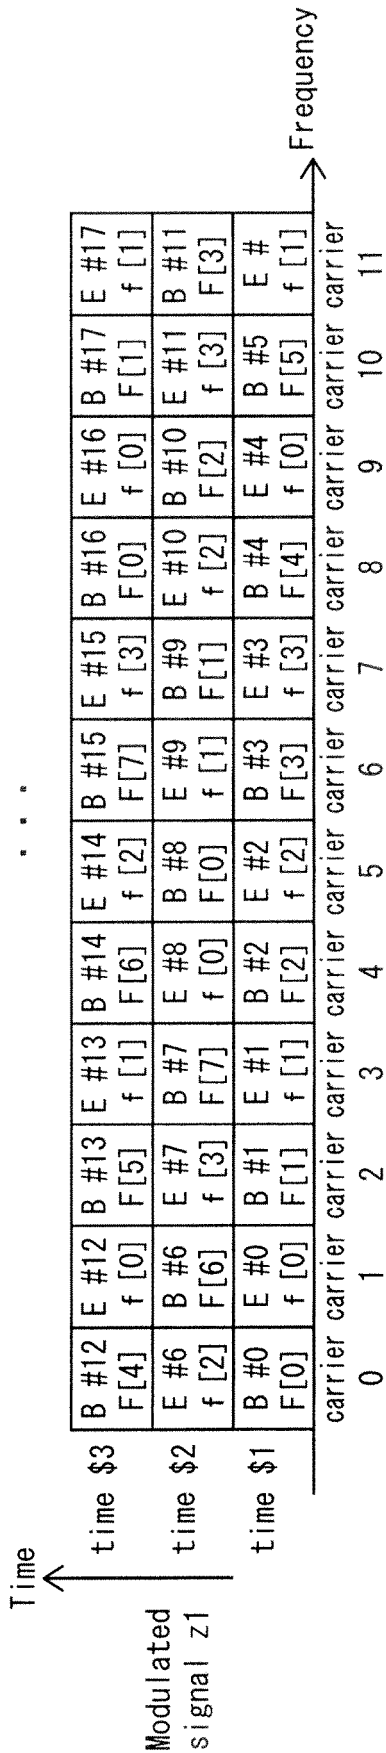 Time
Modulated
signal z1
time $3
B #12 E #12 B #13 E #13 B #14 E #14 B #15 E #15 B #16 E #16 B #17 E #17
F[4] f [0] F[5] f [1] F[6] f [2] F[7] f [3] F[0] f [0] F[1] f [1]
time $2
E #6 B #6 E #7 B #7 E #8 B #8 E #9 B #9 E #10 B #10 E #11 B #11
f [2] F[6] f [3] F[7] f [0] F[0] f [1] F[1] f [2] F[2] f [3] F[3]
time $1
B #0 E #0 B #1 E #1 B #2 E #2 B #3 E #3 B #4 E #4 B #5 E #
F[0] f [0] F[1] f [1] F[2] f [2] F[3] f [3] F[4] f [0] F[5] f [1]
carrier carrier carrier carrier carrier carrier carrier carrier carrier carrier carrier carrier
0 1 2 3 4 5 6 7 8 9 10 11
Frequency
. . .